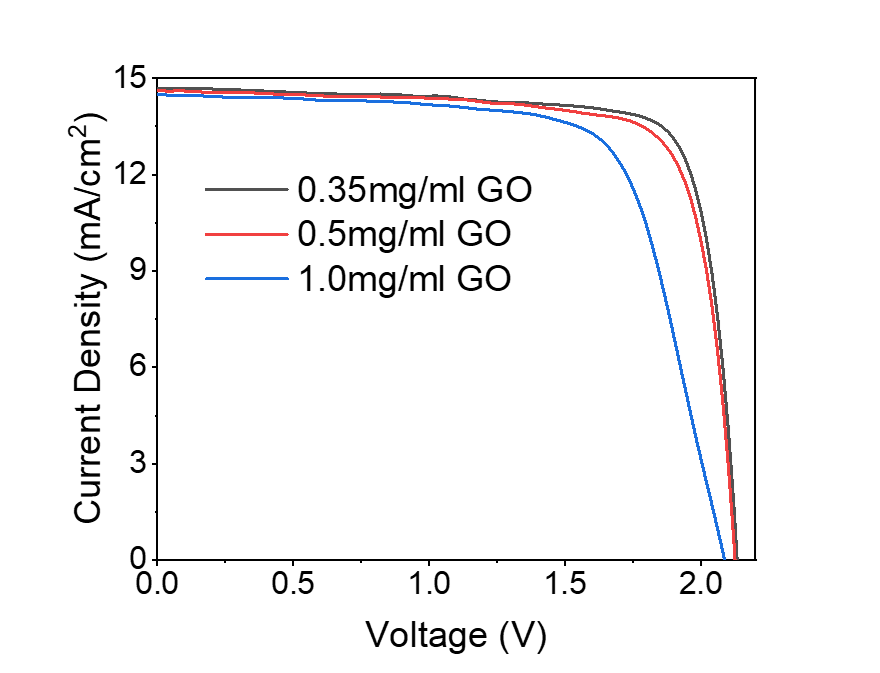 15
12
9
6
3
0
Current Density (mA/cm²)
0.35mg/ml GO
0.5mg/ml GO
1.0mg/ml GO
0.0 0.5 1.0 1.5 2.0
Voltage (V)